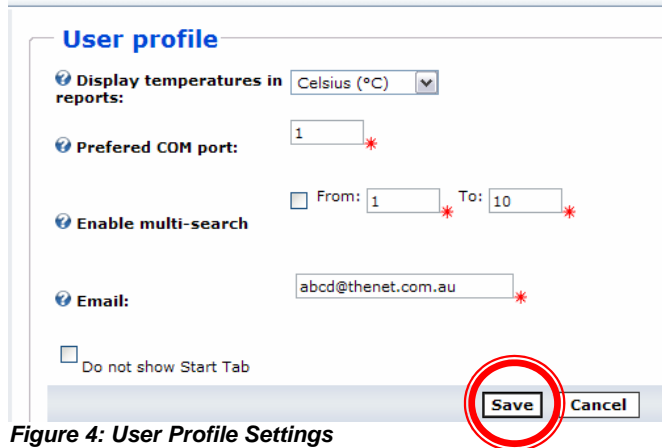 User profile
Display temperatures in reports:
Celsius (°C)
Prefered COM port:
1
*
Enable multi-search
From: 1 * To: 10 *
Email:
abcd@thenet.com.au
*
Do not show Start Tab
Save Cancel
Figure 4: User Profile Settings